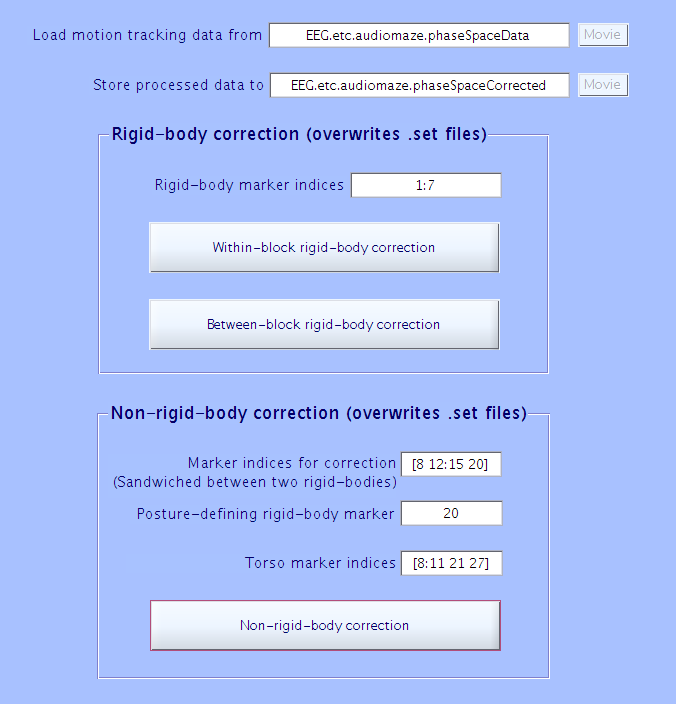 Load motion tracking data from EEG.etc.audiomaze.phaseSpaceData Movie
Store processed data to EEG.etc.audiomaze.phaseSpaceCorrected Movie
Rigid-body correction (overwrites .set files)
Rigid-body marker indices 1:7
Within-block rigid-body correction
Between-block rigid-body correction
Non-rigid-body correction (overwrites .set files)
Marker indices for correction [8 12:15 20]
(Sandwiched between two rigid-bodies)
Posture-defining rigid-body marker 20
Torso marker indices [8:11 21 27]
Non-rigid-body correction